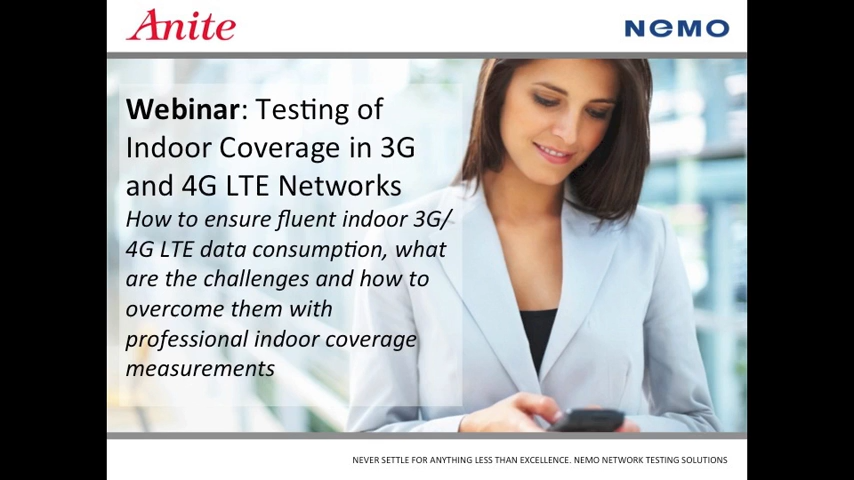 Anite
NEMO
Webinar: Testing of
Indoor Coverage in 3G
and 4G LTE Networks
How to ensure fluent indoor 3G/
4G LTE data consumption, what
are the challenges and how to
overcome them with
professional indoor coverage
measurements
NEVER SETTLE FOR ANYTHING LESS THAN EXCELLENCE. NEMO NETWORK TESTING SOLUTIONS